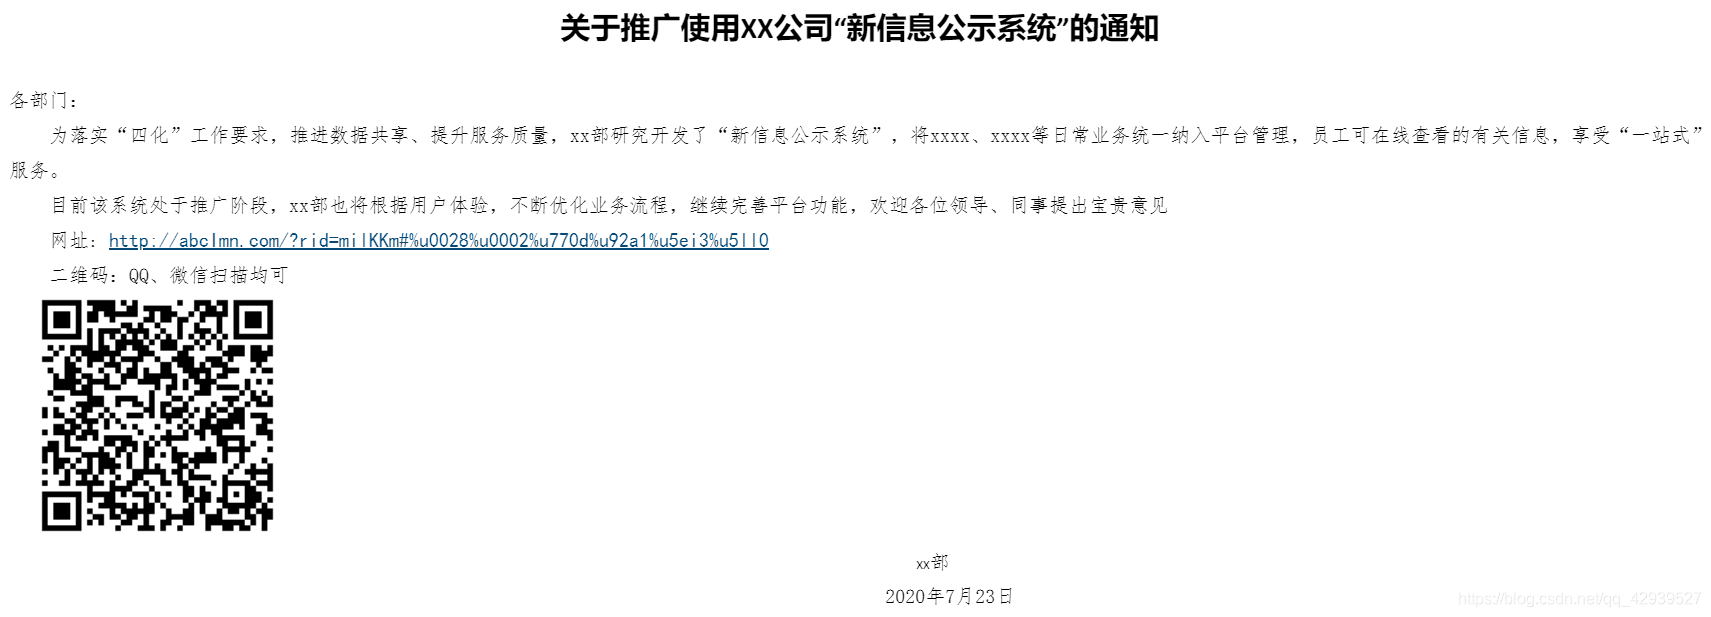 关于推广使用XX公司“新信息公示系统”的通知
各部门：
为落实“四化”工作要求，推进数据共享、提升服务质量，xx部研究开发了“新信息公示系统”，将xxxx、xxxx等日常业务统一纳入平台管理，员工可在线查看的有关信息，享受“一站式”
服务。
目前该系统处于推广阶段，xx部也将根据用户体验，不断优化业务流程，继续完善平台功能，欢迎各位领导、同事提出宝贵意见
网址：http://abclmn.com/?rid=milKKm#%u0028%u0002%u770d%u92a1%u5ei3%u5ll0
二维码：QQ、微信扫描均可
xx部
2020年7月23日
https://blog.csdn.net/qq_42939527